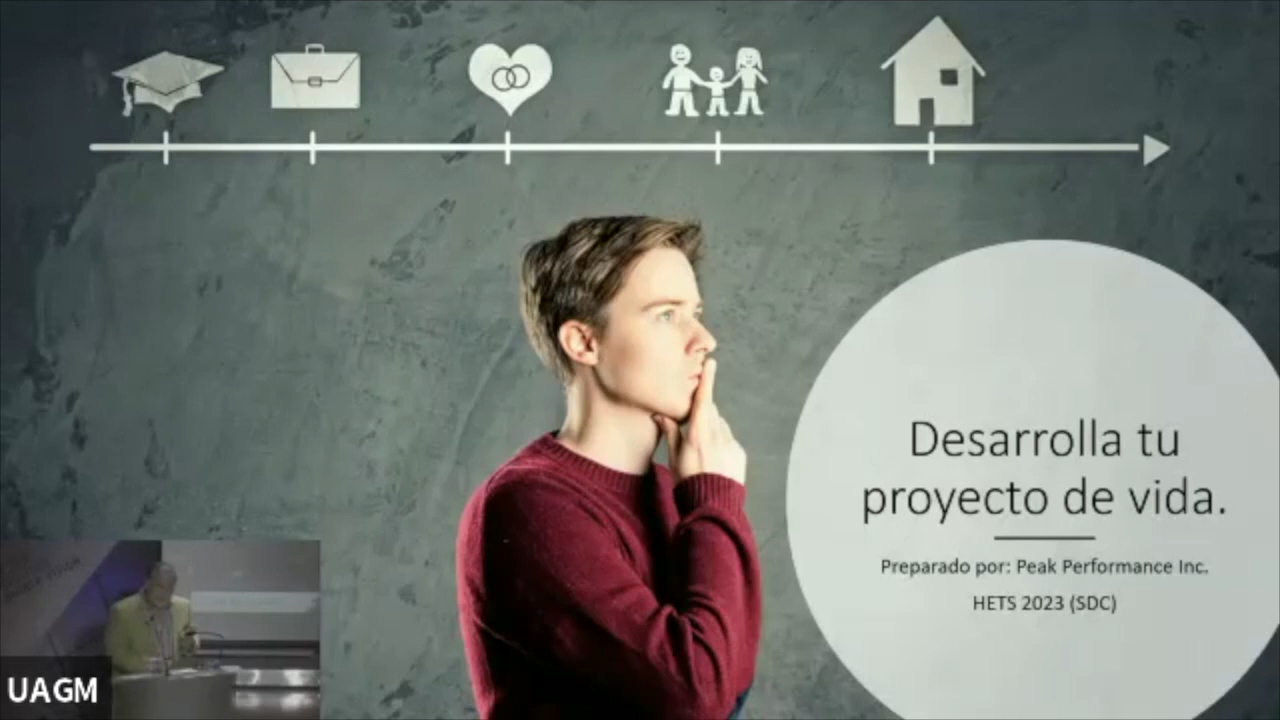 Desarrolla tu
proyecto de vida.
Preparado por: Peak Performance Inc.
HETS 2023 (SDC)
UAGM